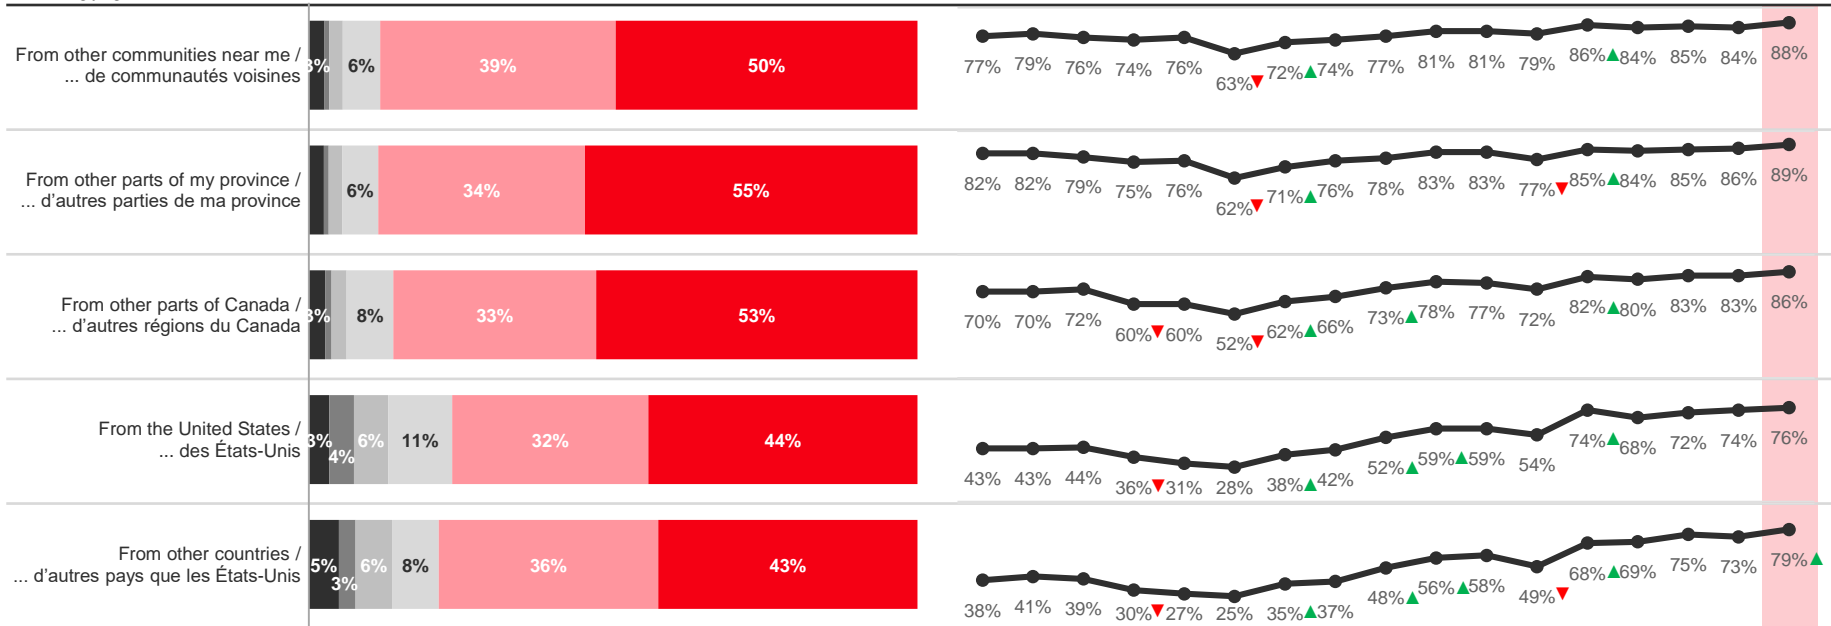 From other communities near me /
... de communautés voisines
3% 6% 39% 50%
77% 79% 76% 74% 76% 63%▼ 72%▲ 74% 77% 81% 81% 79% 86%▲ 84% 85% 84% 88%
From other parts of my province /
... d'autres parties de ma province
6% 34% 55%
82% 82% 79% 75% 76% 62%▼ 71%▲ 76% 78% 83% 83% 77%▼ 85%▲ 84% 85% 86% 89%
From other parts of Canada /
... d'autres régions du Canada
3% 8% 33% 53%
70% 70% 72% 60%▼ 60% 52%▼ 62%▲ 66% 73%▲ 78% 77% 72% 82%▲ 80% 83% 83% 86%
From the United States /
... des États-Unis
3% 4% 6% 11% 32% 44%
43% 43% 44% 36%▼ 31% 28% 38%▲ 42% 52%▲ 59%▲ 59% 54% 74%▲ 68% 72% 74% 76%
From other countries /
... d'autres pays que les États-Unis
5% 3% 6% 8% 36% 43%
38% 41% 39% 30%▼ 27% 25% 35%▲ 37% 48%▲ 56%▲ 58% 49%▼ 68%▲ 69% 75% 73% 79%▲